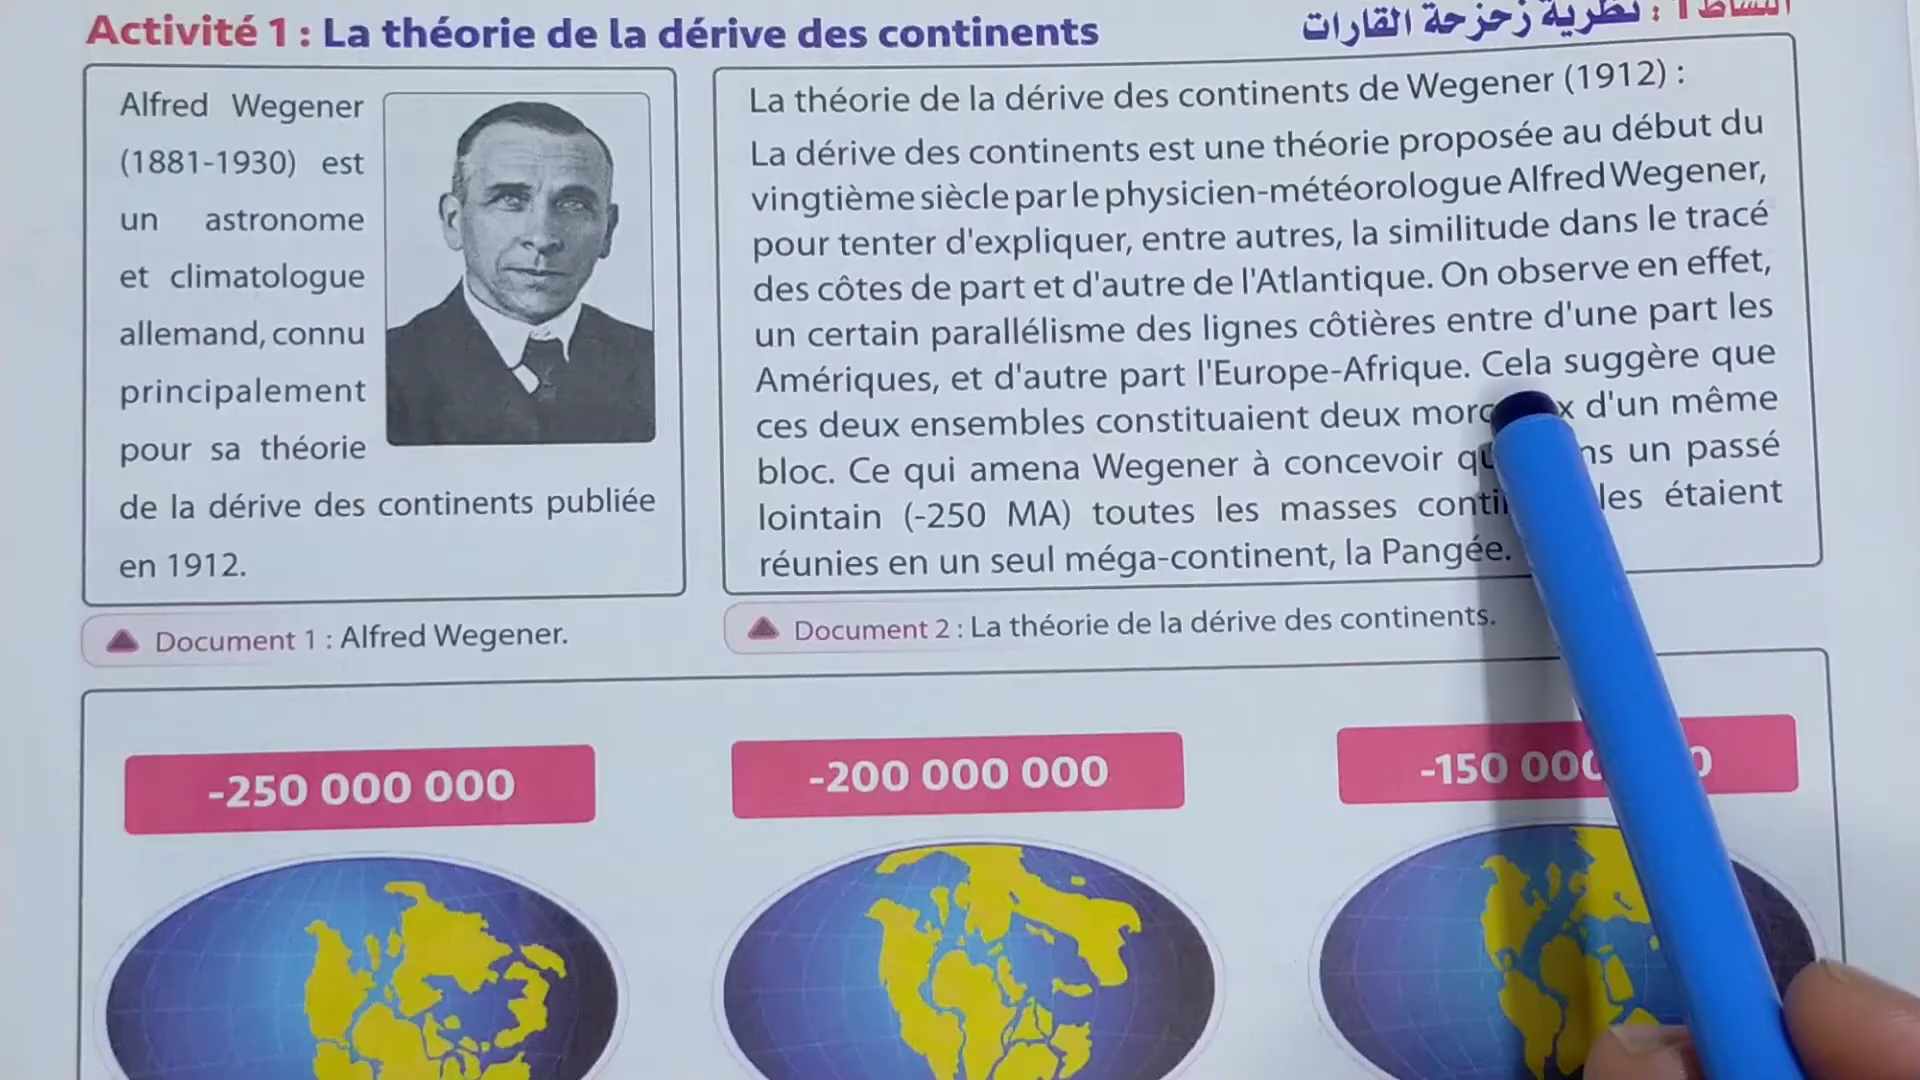 Activité 1 : La théorie de la dérive des continents
النشاط 1 : نظرية زحزحة القارات
Alfred Wegener
(1881-1930) est
un astronome
et climatologue
allemand, connu
principalement
pour sa théorie
de la dérive des continents publiée
en 1912.
La théorie de la dérive des continents de Wegener (1912) :
La dérive des continents est une théorie proposée au début du
vingtième siècle par le physicien-météorologue Alfred Wegener,
pour tenter d'expliquer, entre autres, la similitude dans le tracé
des côtes de part et d'autre de l'Atlantique. On observe en effet,
un certain parallélisme des lignes côtières entre d'une part les
Amériques, et d'autre part l'Europe-Afrique. Cela suggère que
ces deux ensembles constituaient deux d'un même
bloc. Ce qui amena Wegener à concevoir un passé
lointain (-250 MA) toutes les masses étaient
réunies en un seul méga-continent, la Pangée.
Document 1 : Alfred Wegener.
Document 2 : La théorie de la dérive des continents.
-250 000 000
-200 000 000
-150